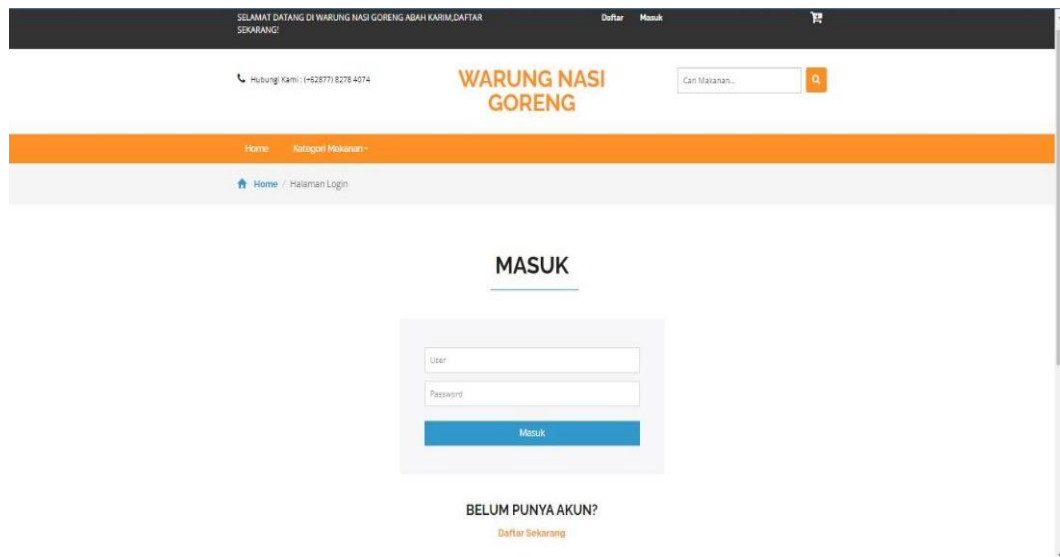 SELAMAT DATANG DI WARUNG NASI GORENG ABAH KARIM,DAFTAR
SEKARANG!
Daftar Masuk
Hubungi Kami : (+62877) 8278 4074
WARUNG NASI
GORENG
Cari Makanan...
Home Kategori Makanan
Home / Halaman Login
MASUK
User
Password
Masuk
BELUM PUNYA AKUN?
Daftar Sekarang